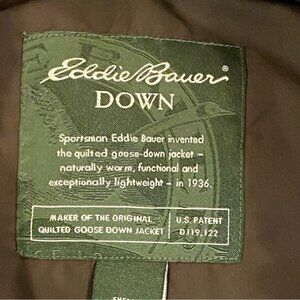 Eddie Bauer®
DOWN
Sportsman Eddie Bauer invented
the quilted goose-down jacket –
naturally warm, functional and
exceptionally lightweight – in 1936.
MAKER OF THE ORIGINAL
QUILTED GOOSE DOWN JACKET
U.S. PATENT
D119,122